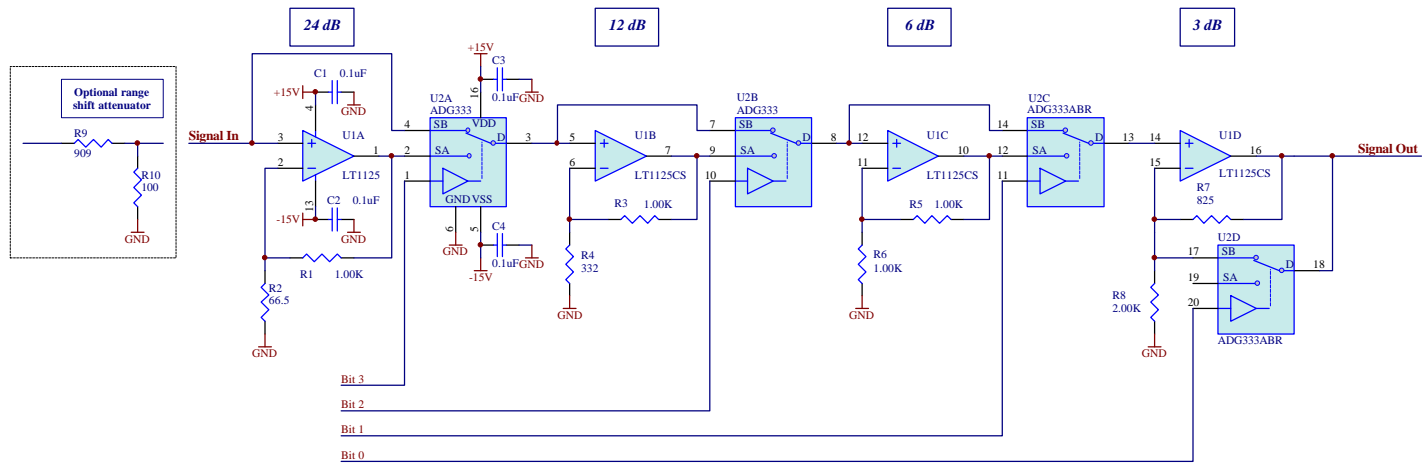 24 dB
12 dB
6 dB
3 dB
Optional range
shift attenuator
R9
909
R10
100
GND
Signal In
+15V
C1
0.1uF
GND
4
3
2
U1A
1
LT1125
13
-15V
C2
0.1uF
GND
R1
1.00K
R2
66.5
GND
+15V
C3
0.1uF
GND
16
U2A
ADG333
4
SB
VDD
D
3
2
SA
1
GND
VSS
6
5
GND
C4
0.1uF
GND
-15V
5
6
U1B
7
LT1125CS
R3
1.00K
R4
332
GND
U2B
ADG333
7
SB
D
8
9
SA
10
12
11
U1C
10
LT1125CS
R5
1.00K
R6
1.00K
GND
U2C
ADG333ABR
14
SB
D
13
12
SA
11
14
15
U1D
16
LT1125CS
Signal Out
R7
825
U2D
17
SB
D
18
19
SA
20
ADG333ABR
R8
2.00K
GND
Bit 3
Bit 2
Bit 1
Bit 0